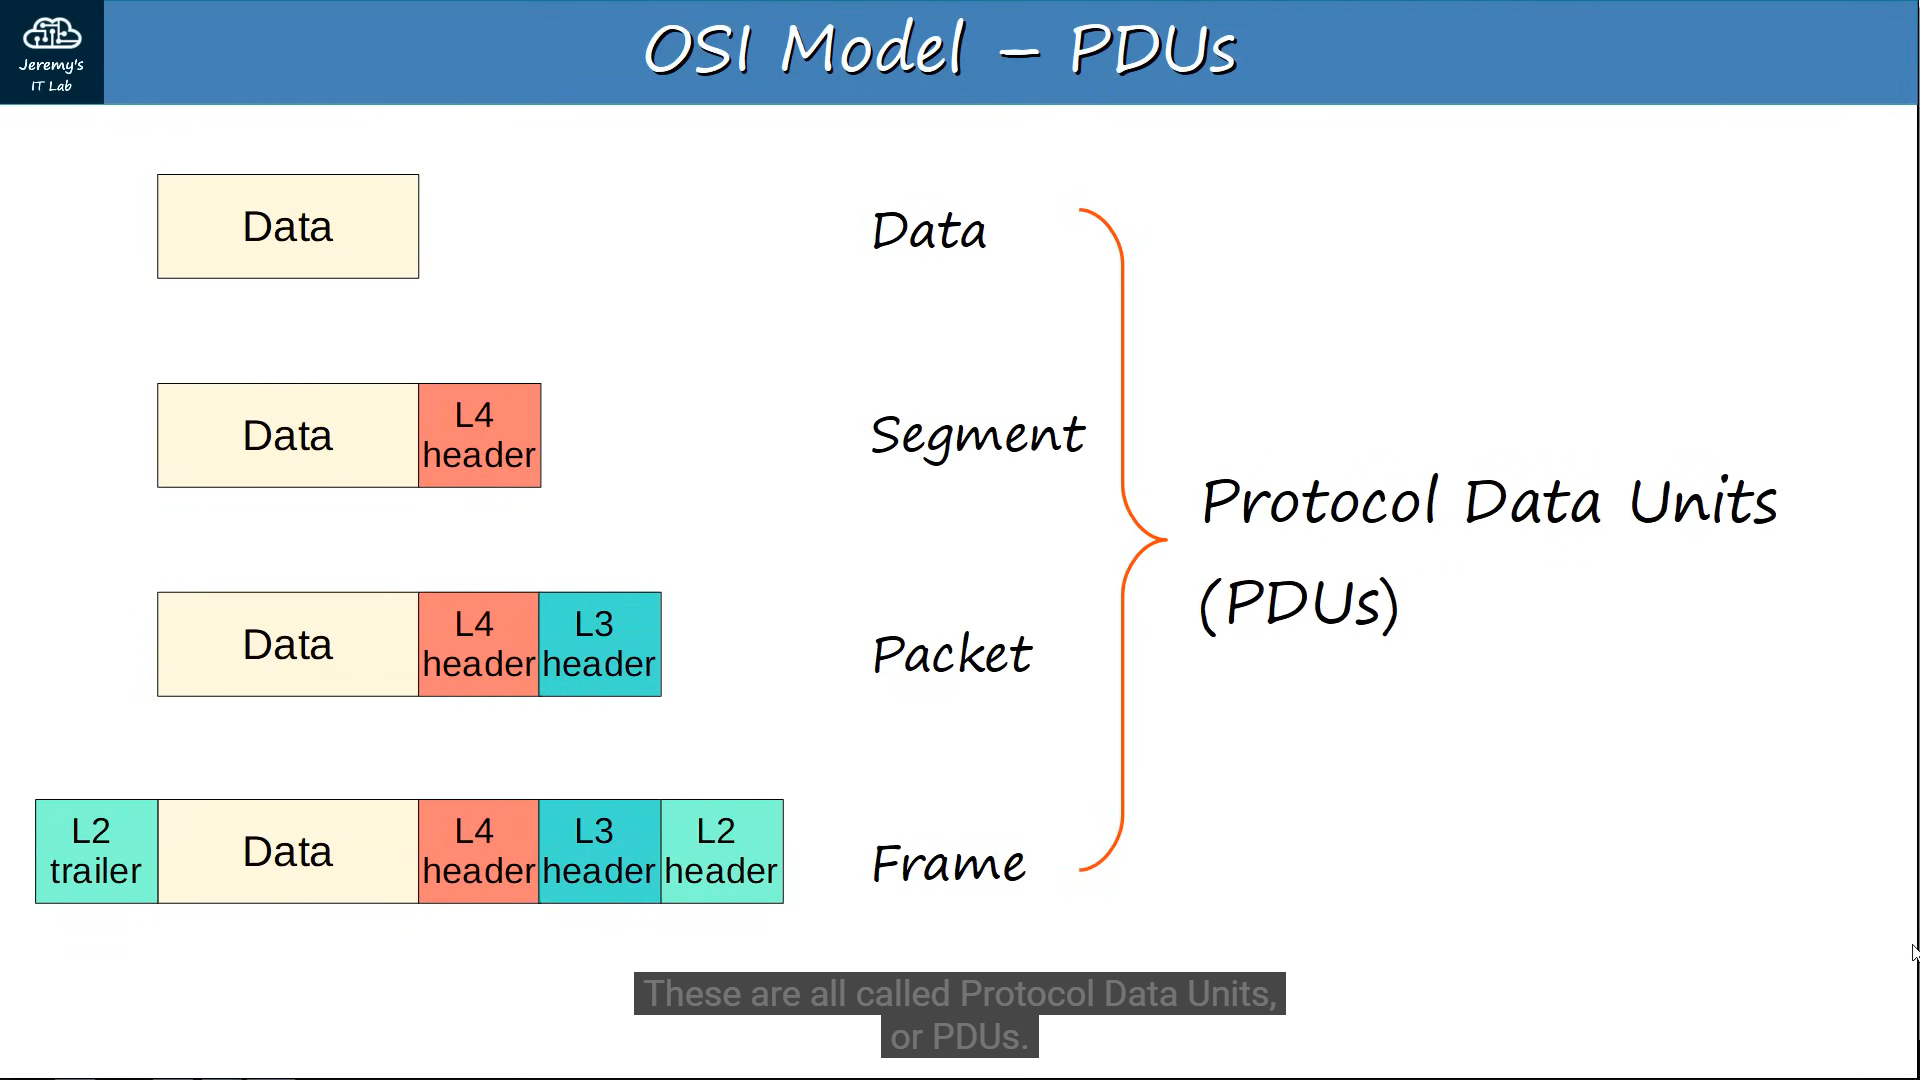 Jeremy's
IT Lab
OSI Model – PDUs
Data
Data
Data
L4
header
Segment
Protocol Data Units
(PDUs)
Data
L4
header
L3
header
Packet
L2
trailer
Data
L4
header
L3
header
L2
header
Frame
These are all called Protocol Data Units,
or PDUs.